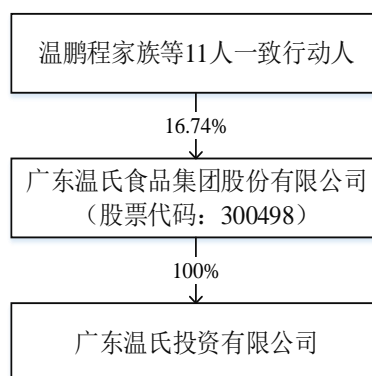 温鹏程家族等11人一致行动人
16.74%
广东温氏食品集团股份有限公司
（股票代码：300498）
100%
广东温氏投资有限公司